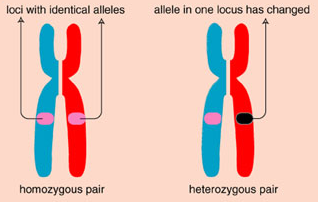 loci with identical alleles
allele in one locus has changed
homozygous pair
heterozygous pair